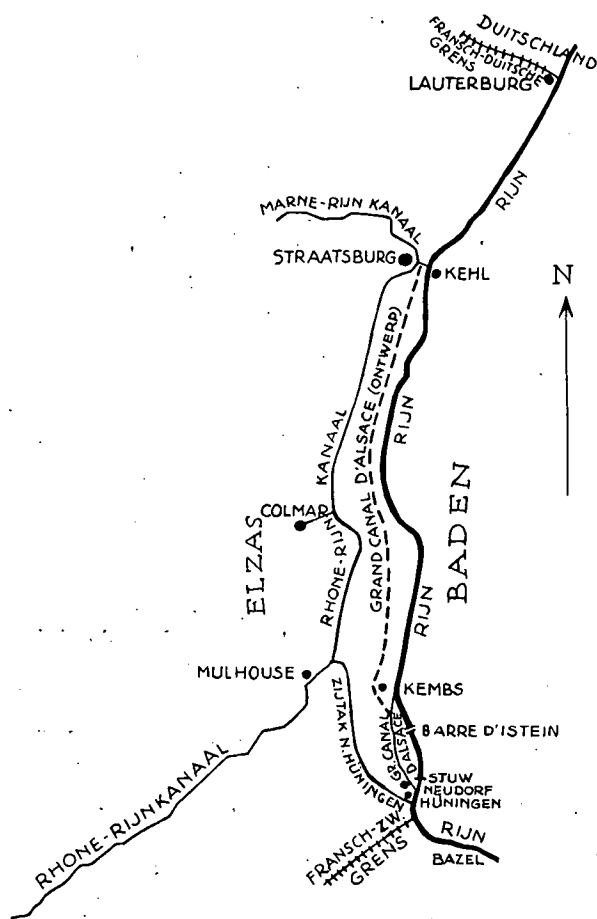 DUITSCHLAND
FRANSCH-DUITSCHE
GRENS
LAUTERBURG
RIJN
MARNE-RIJN KANAAL
STRAATSBURG
KEHL
N
GRAND CANAL D'ALSACE (ONTWERP)
RIJN
KANAAL
COLMAR
ELZAS
RHONE-RIJN
BADEN
RIJN
MULHOUSE
KEMBS
ZIJTAK N. HÜNINGEN
GR. CANAL
D'ALSACE
BARRE D'ISTEIN
STUW
NEUDORF
HÜNINGEN
RHONE-RIJNKANAAL
FRANSCH-ZW.
GRENS
RIJN
BAZEL